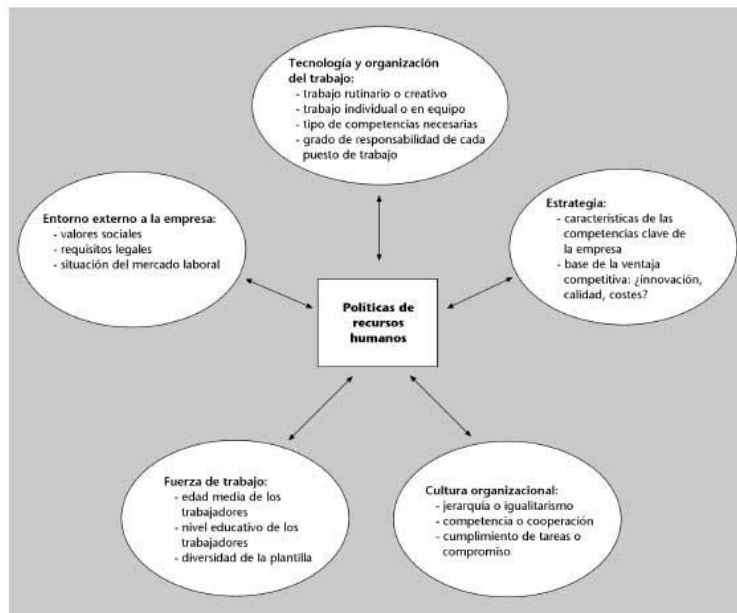 Tecnología y organización
del trabajo:
- trabajo rutinario o creativo
- trabajo individual o en equipo
- tipo de competencias necesarias
- grado de responsabilidad de cada
puesto de trabajo
Entorno externo a la empresa:
- valores sociales
- requisitos legales
- situación del mercado laboral
Estrategia:
- características de las
competencias clave de
la empresa
- base de la ventaja
competitiva: ¿innovación,
calidad, costes?
Políticas de
recursos
humanos
Fuerza de trabajo:
- edad media de los
trabajadores
- nivel educativo de los
trabajadores
- diversidad de la plantilla
Cultura organizacional:
- jerarquía o igualitarismo
- competencia o cooperación
- cumplimiento de tareas o
compromiso